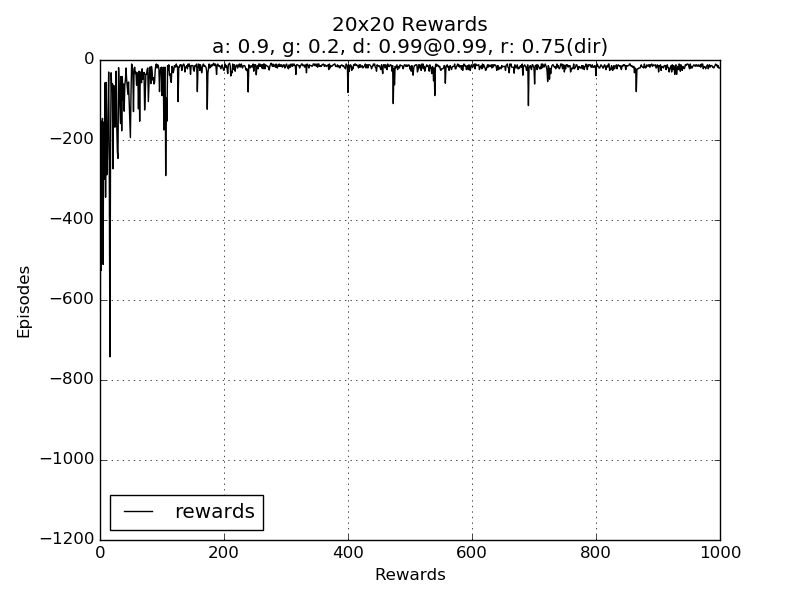 20x20 Rewards
a: 0.9, g: 0.2, d: 0.99@0.99, r: 0.75(dir)
0
−200
−400
−600
−800
−1000
−1200
Episodes
rewards
0 200 400 600 800 1000
Rewards